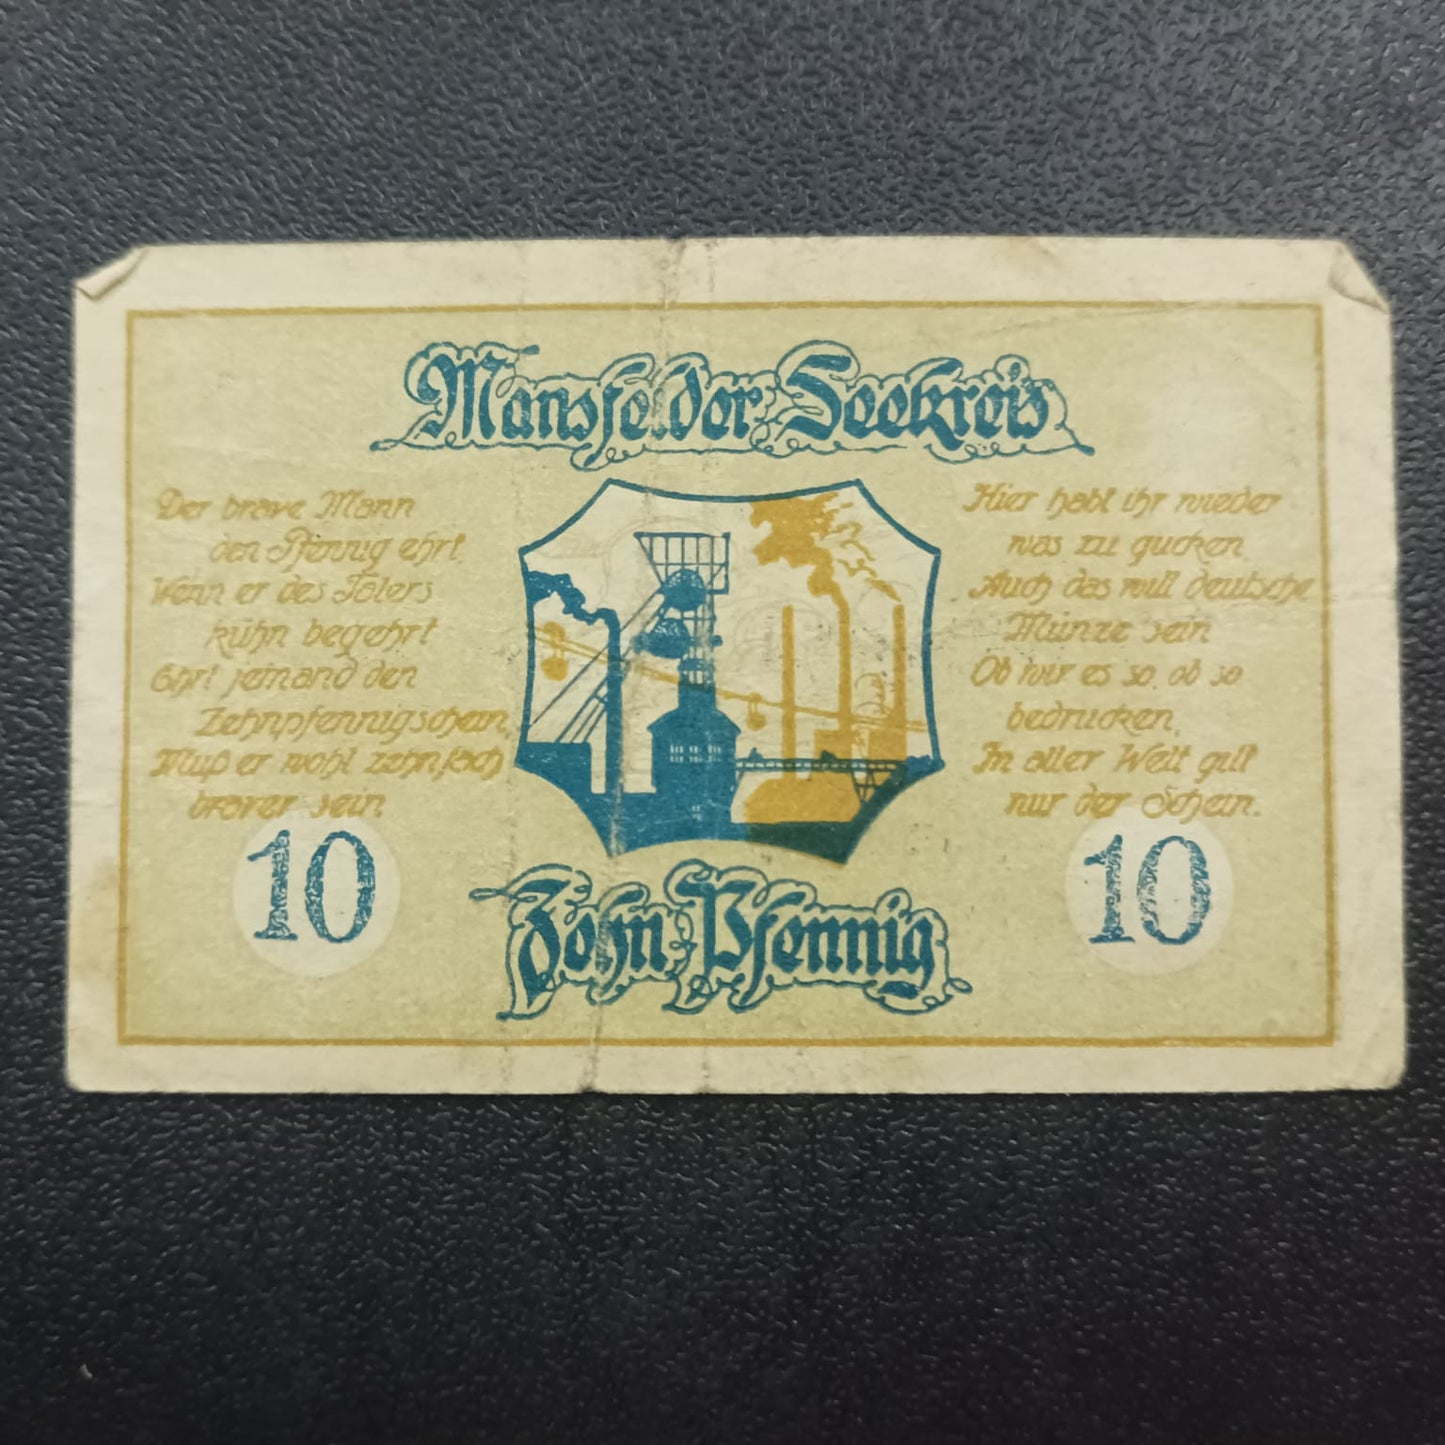 Mansfelder Seekreis
Der brave Mann
den Pfennig ehrt
Wenn er des Tolers
kühn begehrt
Ehrt jemand den
Zehnpfennigschein,
Muß er wohl zehnfach
braver sein.
Hier habt ihr wieder
was zu gucken
Auch das will deutsche
Münze sein
Ob wir es so, ob so
bedrucken,
In aller Welt gilt
nur der Schein.
10
Zehn Pfennig
10